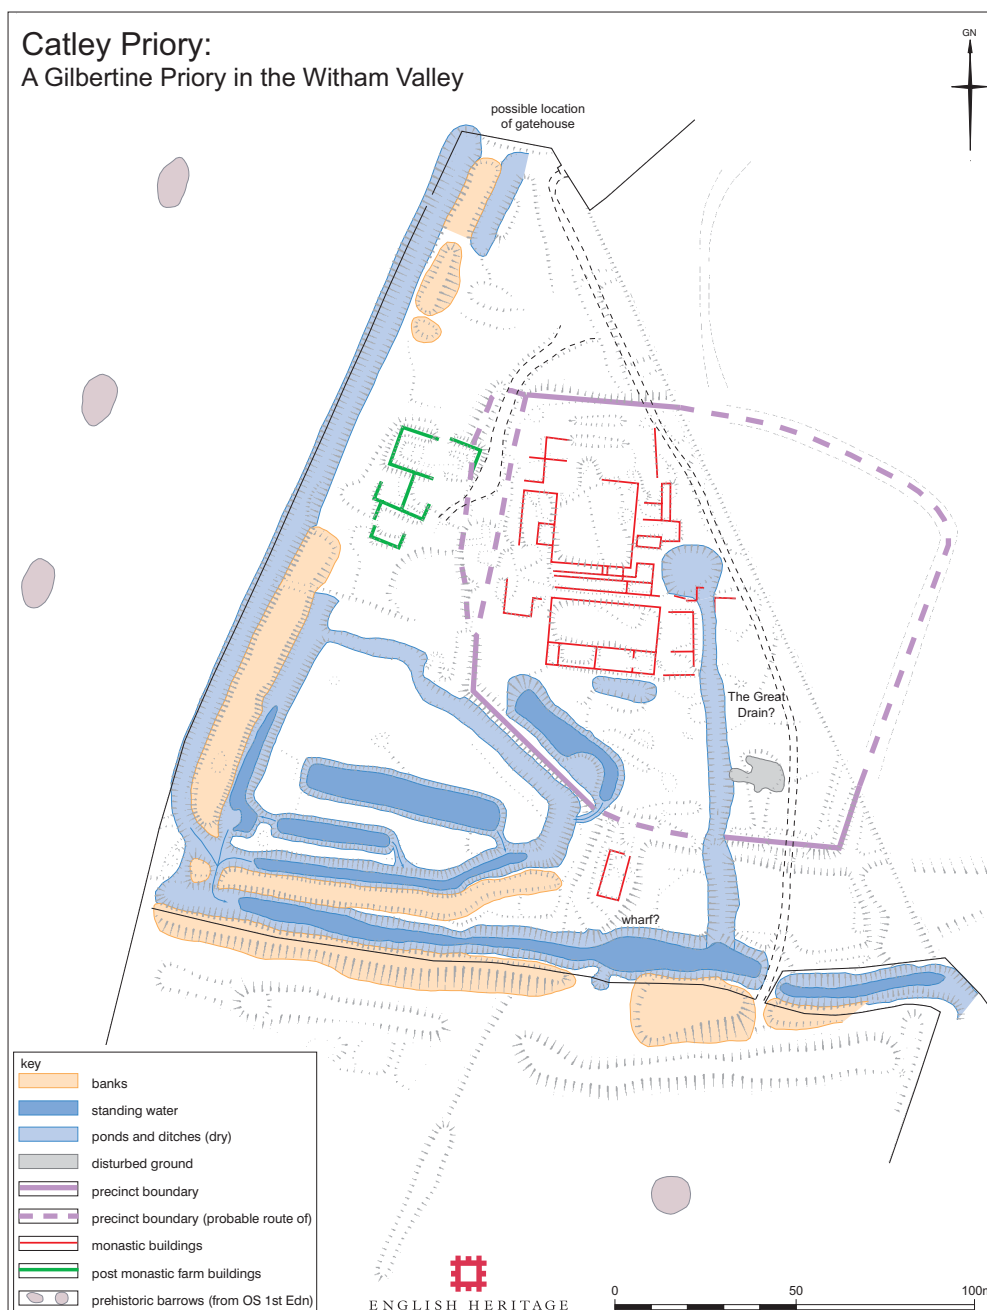 Catley Priory:
A Gilbertine Priory in the Witham Valley
GN
possible location
of gatehouse
The Great
Drain?
wharf?
key
banks
standing water
ponds and ditches (dry)
disturbed ground
precinct boundary
precinct boundary (probable route of)
monastic buildings
post monastic farm buildings
prehistoric barrows (from OS 1st Edn)
ENGLISH HERITAGE
0 50 100m